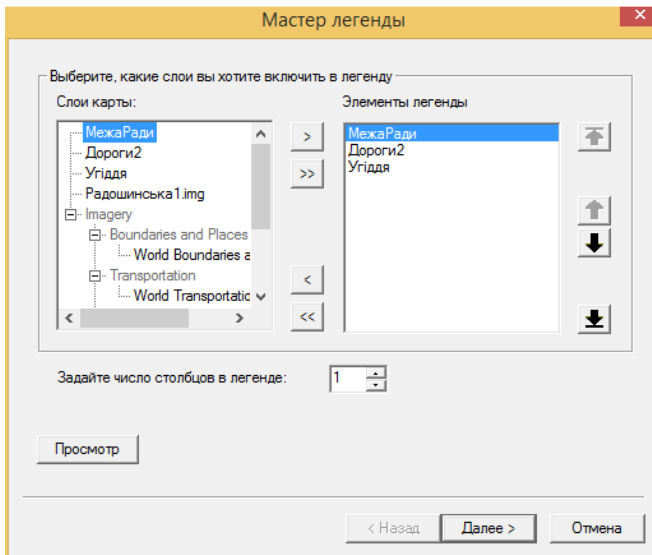 Мастер легенды
Выберите, какие слои вы хотите включить в легенду
Слои карты:
МежаРади
Дороги2
Угіддя
Радошинська1.img
Imagery
Boundaries and Places
World Boundaries a
Transportation
World Transportatic
>
>>
<
<<
Элементы легенды
МежаРади
Дороги2
Угіддя
Задайте число столбцов в легенде: 1
Просмотр
< Назад Далее > Отмена